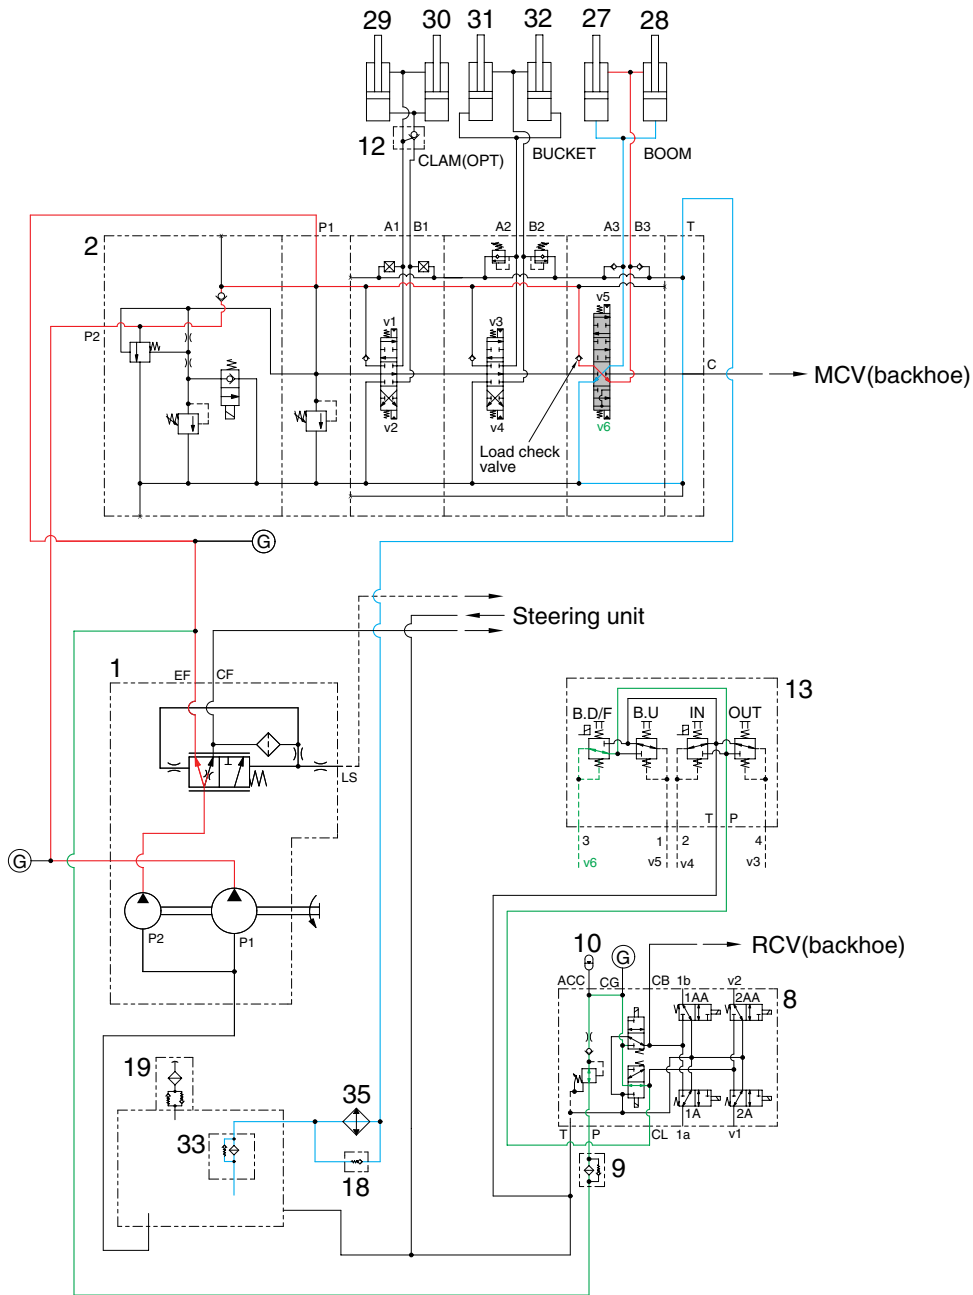 29 30 31 32 27 28
12
CLAM(OPT) BUCKET BOOM
2
P1 A1 B1 A2 B2 A3 B3 T
v5
v1 v3
P2
C
MCV(backhoe)
v2 v4 v6
Load check
valve
G
Steering unit
1
EF CF
LS
13
B.D/F B.U IN OUT
T P
3 1 2 4
v6 v5 v4 v3
G
P2 P1
10
G
RCV(backhoe)
ACC CG CB 1b v2
8
1AA 2AA
19
35
33
1A 2A
T P CL 1a v1
18
9